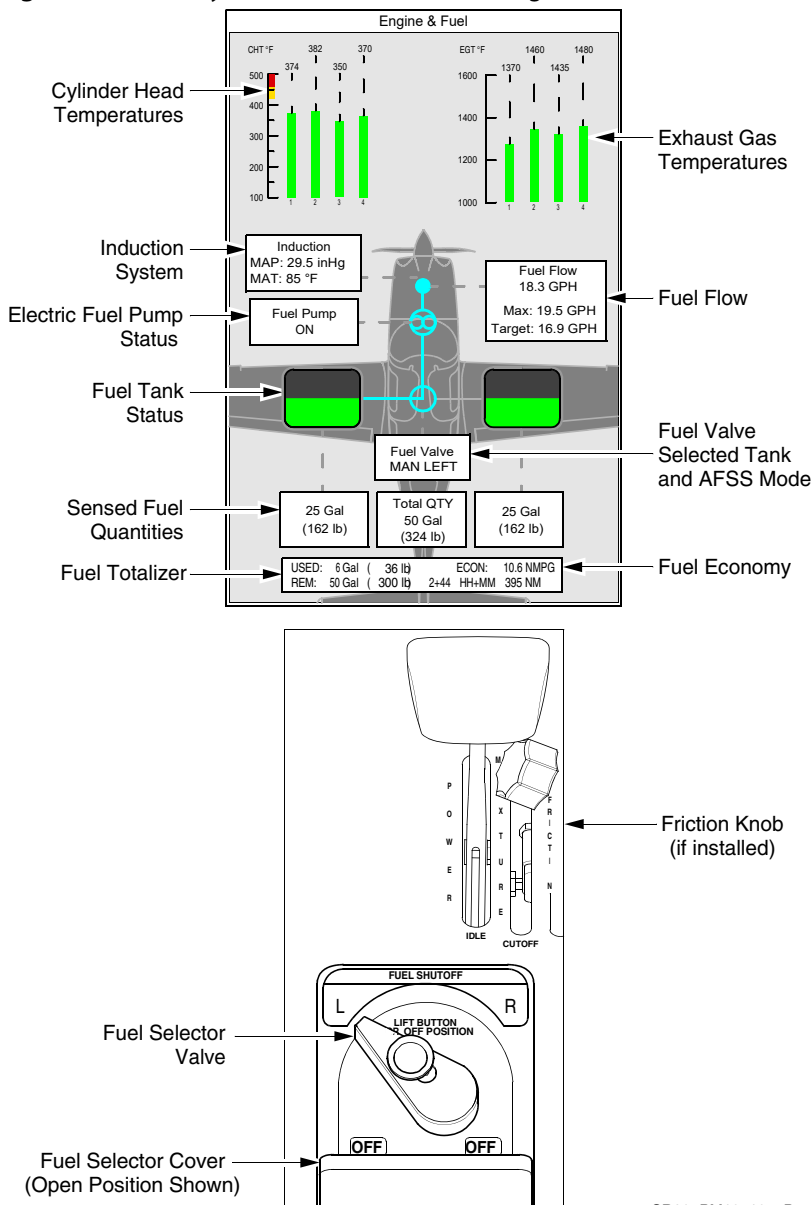 Engine & Fuel
CHT °F
374
382
350
370
500
400
300
200
100
1
2
3
4
EGT °F
1370
1460
1435
1480
1600
1400
1200
1000
1
2
3
4
Cylinder Head
Temperatures
Exhaust Gas
Temperatures
Induction
System
Induction
MAP: 29.5 inHg
MAT: 85 °F
Fuel Flow
18.3 GPH
Max: 19.5 GPH
Target: 16.9 GPH
Fuel Flow
Electric Fuel Pump
Status
Fuel Pump
ON
Fuel Tank
Status
Fuel Valve
MAN LEFT
Fuel Valve
Selected Tank
and AFSS Mode
Sensed Fuel
Quantities
25 Gal
(162 lb)
Total QTY
50 Gal
(324 lb)
25 Gal
(162 lb)
Fuel Totalizer
USED: 6 Gal ( 36 lb) ECON: 10.6 NMPG
REM: 50 Gal ( 300 lb) 2+44 HH+MM 395 NM
Fuel Economy
POWER
IDLE
M
XTURE
CUTOFF
FRICTI
N
Friction Knob
(if installed)
FUEL SHUTOFF
L
R
LIFT BUTTON
OFF POSITION
Fuel Selector
Valve
OFF
OFF
Fuel Selector Cover
(Open Position Shown)